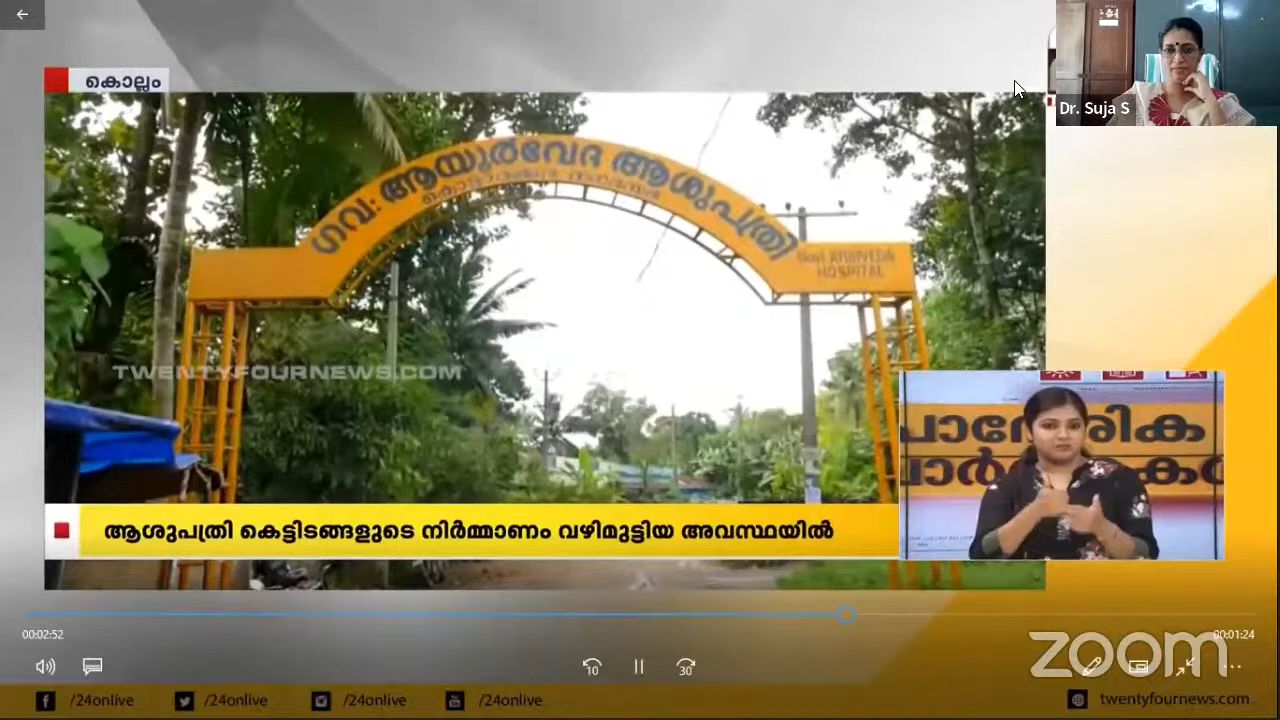 Dr. Suja S
കൊല്ലം
ഗവ: ആയുർവേദ ആശുപത്രി
Govt AYURVEDA
HOSPITAL
TWENTYFOURNEWS.COM
ആശുപത്രി കെട്ടിടങ്ങളുടെ നിർമ്മാണം വഴിമുട്ടിയ അവസ്ഥയിൽ
00:02:52
00:01:24
10
30
zoom
/24onlive
/24onlive
/24onlive
/24onlive
twentyfournews.com